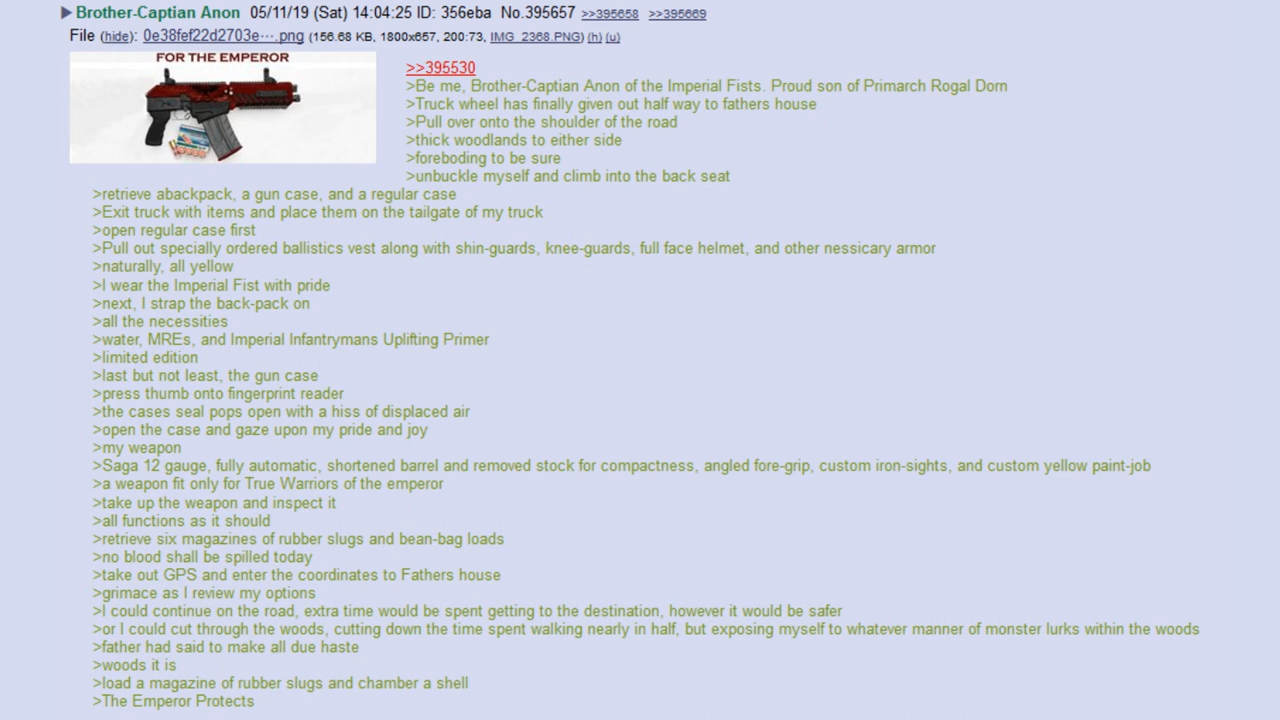 ▶Brother-Captian Anon 05/11/19 (Sat) 14:04:25 ID: 356eba No.395657 >>395658 >>395669
File (hide): 0e38fef22d2703e⋯.png (156.68 KB, 1800x657, 200:73, IMG_2368.PNG) (h) (u)
FOR THE EMPEROR
>>395530
>Be me, Brother-Captian Anon of the Imperial Fists. Proud son of Primarch Rogal Dorn
>Truck wheel has finally given out half way to fathers house
>Pull over onto the shoulder of the road
>thick woodlands to either side
>foreboding to be sure
>unbuckle myself and climb into the back seat
>retrieve abackpack, a gun case, and a regular case
>Exit truck with items and place them on the tailgate of my truck
>open regular case first
>Pull out specially ordered ballistics vest along with shin-guards, knee-guards, full face helmet, and other nessicary armor
>naturally, all yellow
>I wear the Imperial Fist with pride
>next, I strap the back-pack on
>all the necessities
>water, MREs, and Imperial Infantrymans Uplifting Primer
>limited edition
>last but not least, the gun case
>press thumb onto fingerprint reader
>the cases seal pops open with a hiss of displaced air
>open the case and gaze upon my pride and joy
>my weapon
>Saga 12 gauge, fully automatic, shortened barrel and removed stock for compactness, angled fore-grip, custom iron-sights, and custom yellow paint-job
>a weapon fit only for True Warriors of the emperor
>take up the weapon and inspect it
>all functions as it should
>retrieve six magazines of rubber slugs and bean-bag loads
>no blood shall be spilled today
>take out GPS and enter the coordinates to Fathers house
>grimace as I review my options
>I could continue on the road, extra time would be spent getting to the destination, however it would be safer
>or I could cut through the woods, cutting down the time spent walking nearly in half, but exposing myself to whatever manner of monster lurks within the woods
>father had said to make all due haste
>woods it is
>load a magazine of rubber slugs and chamber a shell
>The Emperor Protects